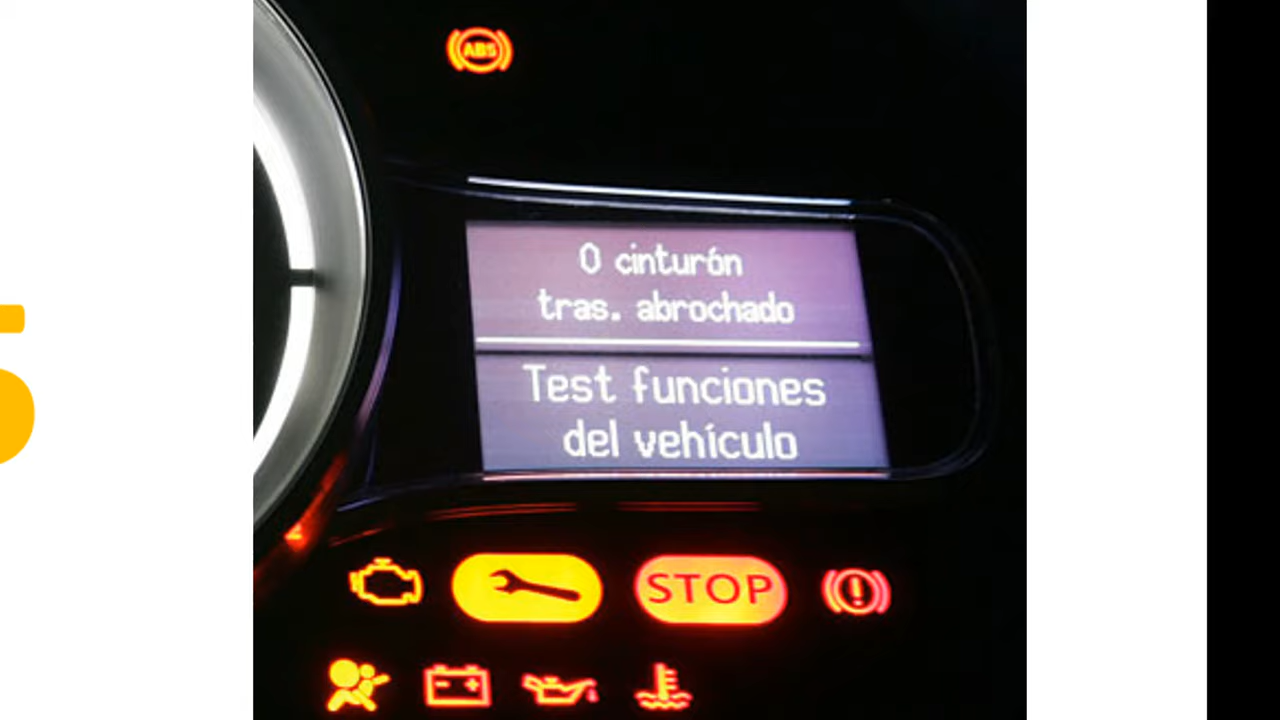 ABS
0 cinturón
tras. abrochado
Test funciones
del vehículo
STOP